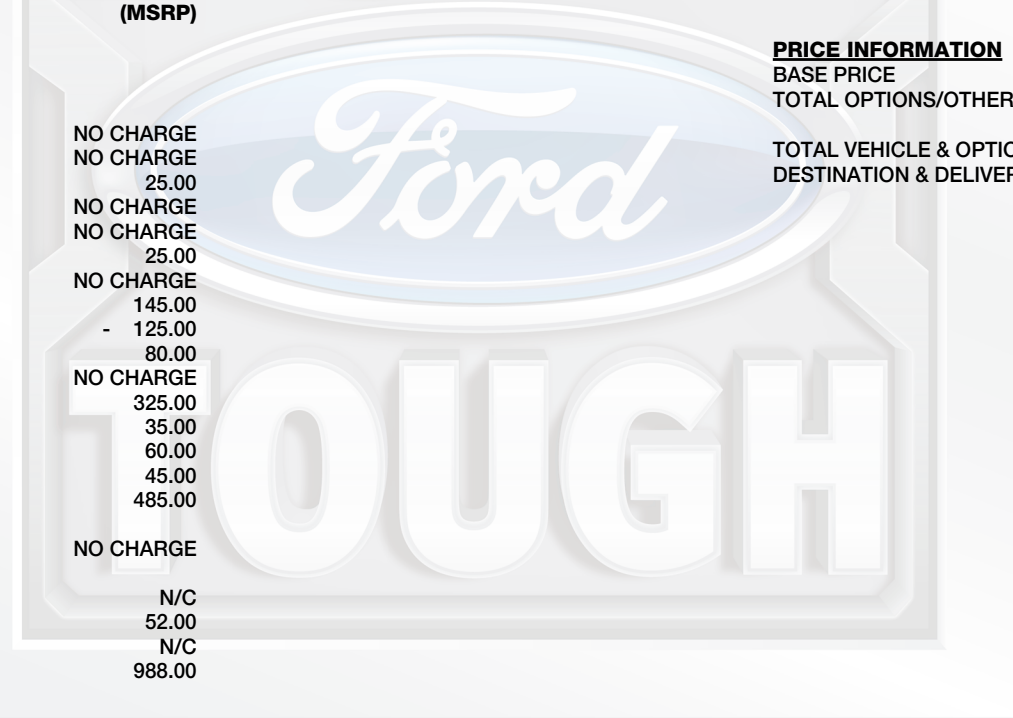 (MSRP)
NO CHARGE
NO CHARGE
25.00
NO CHARGE
NO CHARGE
25.00
NO CHARGE
145.00
- 125.00
80.00
NO CHARGE
325.00
35.00
60.00
45.00
485.00
NO CHARGE
N/C
52.00
N/C
988.00
PRICE INFORMATION
BASE PRICE
TOTAL OPTIONS/OTHER
TOTAL VEHICLE & OPTIO
DESTINATION & DELIVER
Ford
TOUGH